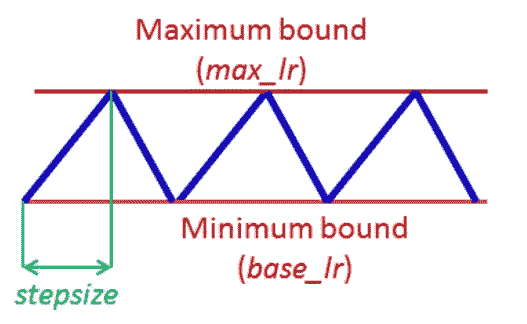 Maximum bound
(max_lr)
Minimum bound
(base_lr)
stepsize